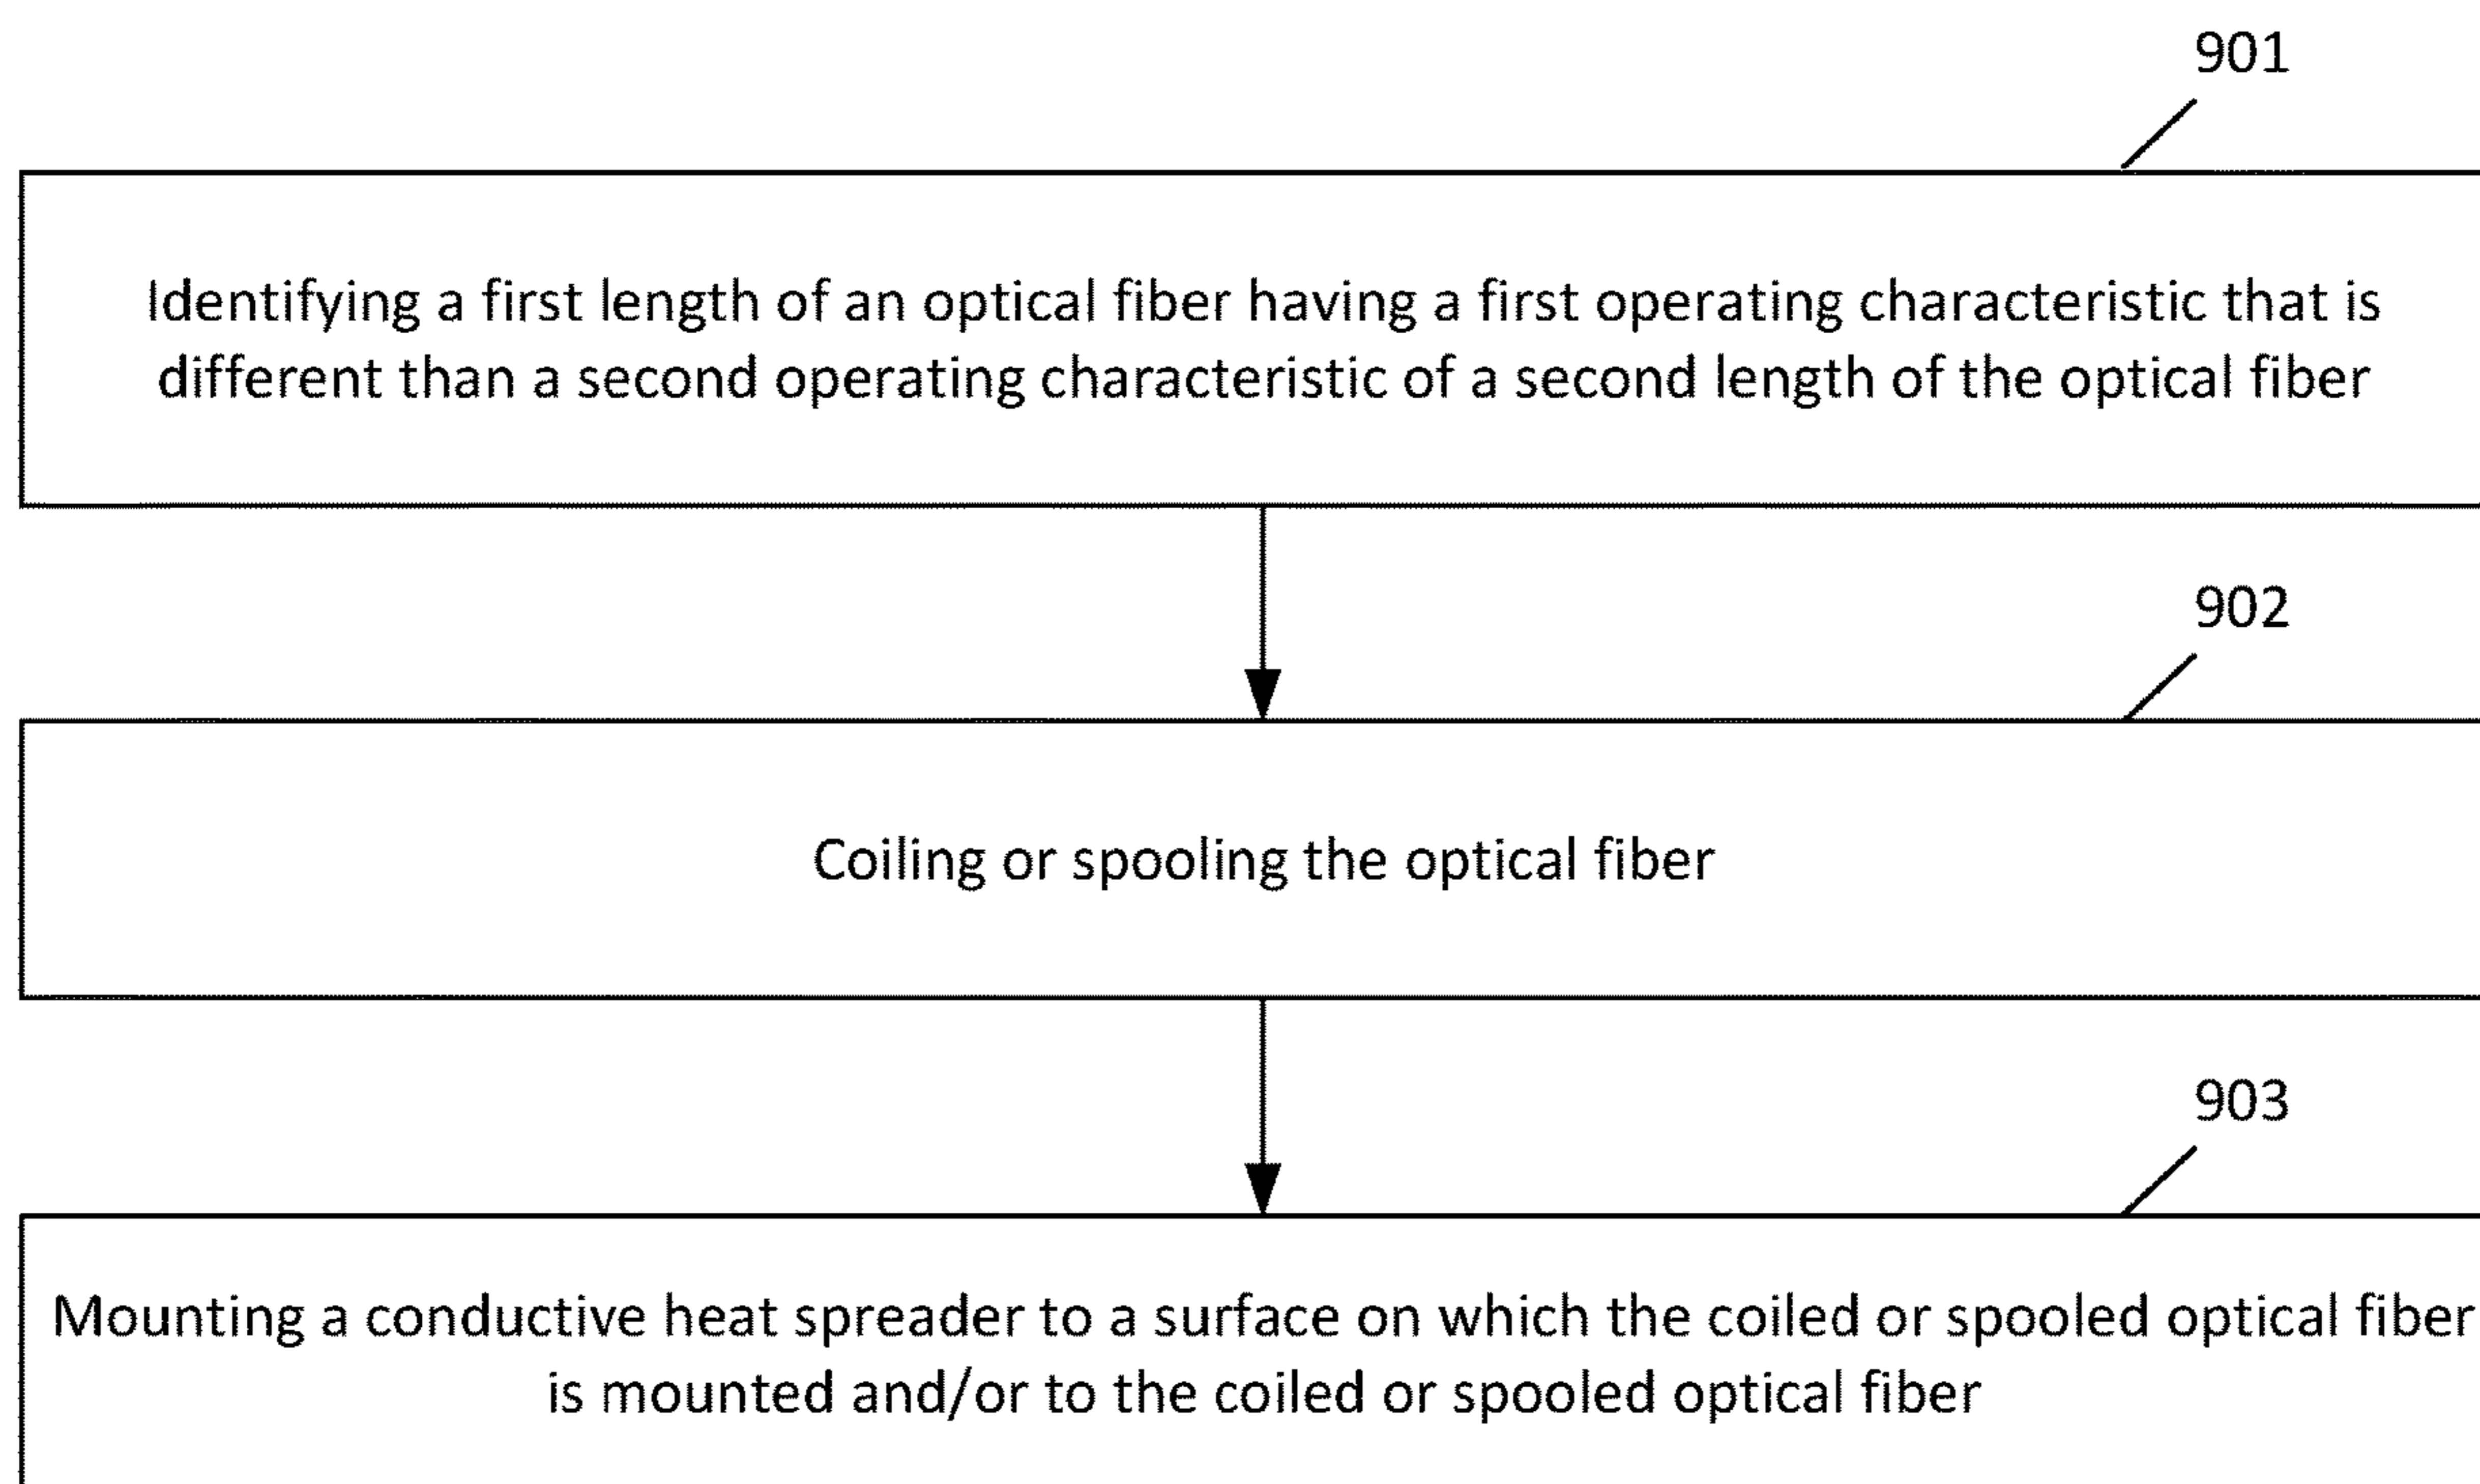 901
Identifying a first length of an optical fiber having a first operating characteristic that is
different than a second operating characteristic of a second length of the optical fiber
902
Coiling or spooling the optical fiber
903
Mounting a conductive heat spreader to a surface on which the coiled or spooled optical fiber
is mounted and/or to the coiled or spooled optical fiber